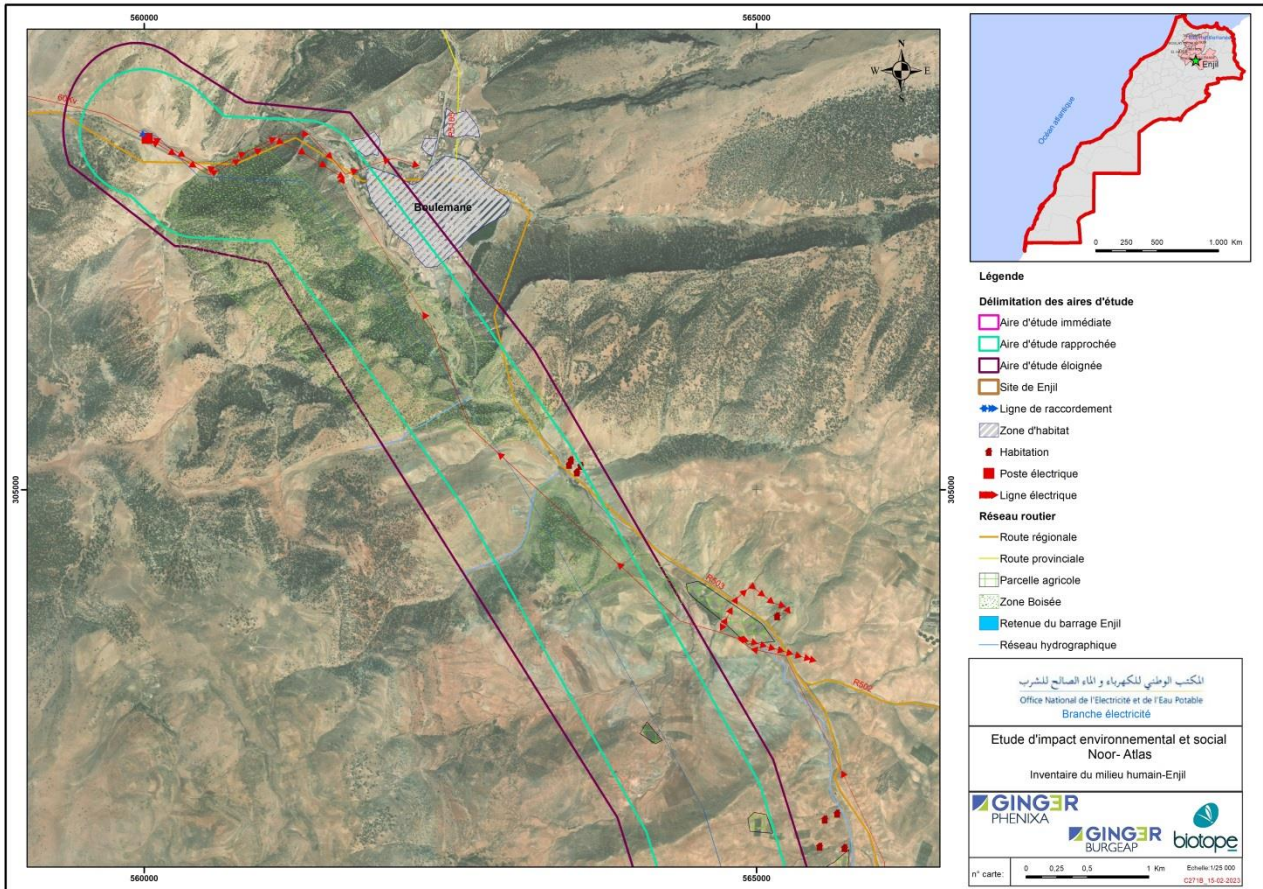 560000
565000
305000
305000
560000
565000
60Kv
Boulemane
R503
R502
N
W
E
S
Océan atlantique
Enjil
0 250 500 1.000 Km
Légende
Délimitation des aires d'étude
Aire d'étude immédiate
Aire d'étude rapprochée
Aire d'étude éloignée
Site de Enjil
Ligne de raccordement
Zone d'habitat
Habitation
Poste électrique
Ligne électrique
Réseau routier
Route régionale
Route provinciale
Parcelle agricole
Zone Boisée
Retenue du barrage Enjil
Réseau hydrographique
المكتب الوطني للكهرباء و الماء الصالح للشرب
Office National de l'Electricité et de l'Eau Potable
Branche électricité
Etude d'impact environnemental et social
Noor- Atlas
Inventaire du milieu humain-Enjil
GINGER
PHENIXA
GINGER
BURGEAP
biotope
n° carte:
0 0,25 0,5 1 Km
Echelle:1/25 000
C271B_15-02-2023